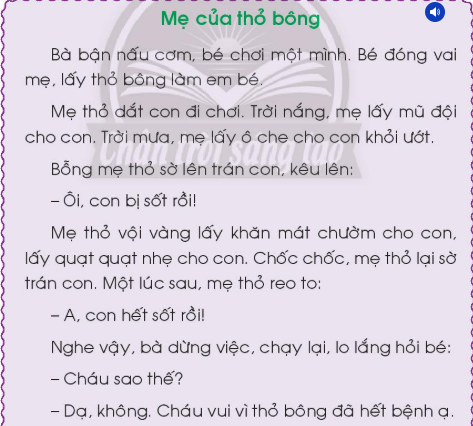 Mẹ của thỏ bông
Bà bận nấu cơm, bé chơi một mình. Bé đóng vai
mẹ, lấy thỏ bông làm em bé.
Mẹ thỏ dắt con đi chơi. Trời nắng, mẹ lấy mũ đội
cho con. Trời mưa, mẹ lấy ô che cho con khỏi ướt.
Bỗng mẹ thỏ sờ lên trán con, kêu lên:
– Ôi, con bị sốt rồi!
Mẹ thỏ vội vàng lấy khăn mát chườm cho con,
lấy quạt quạt nhẹ cho con. Chốc chốc, mẹ thỏ lại sờ
trán con. Một lúc sau, mẹ thỏ reo to:
– A, con hết sốt rồi!
Nghe vậy, bà dừng việc, chạy lại, lo lắng hỏi bé:
– Cháu sao thế?
– Dạ, không. Cháu vui vì thỏ bông đã hết bệnh ạ.
Chân trời sáng tạo